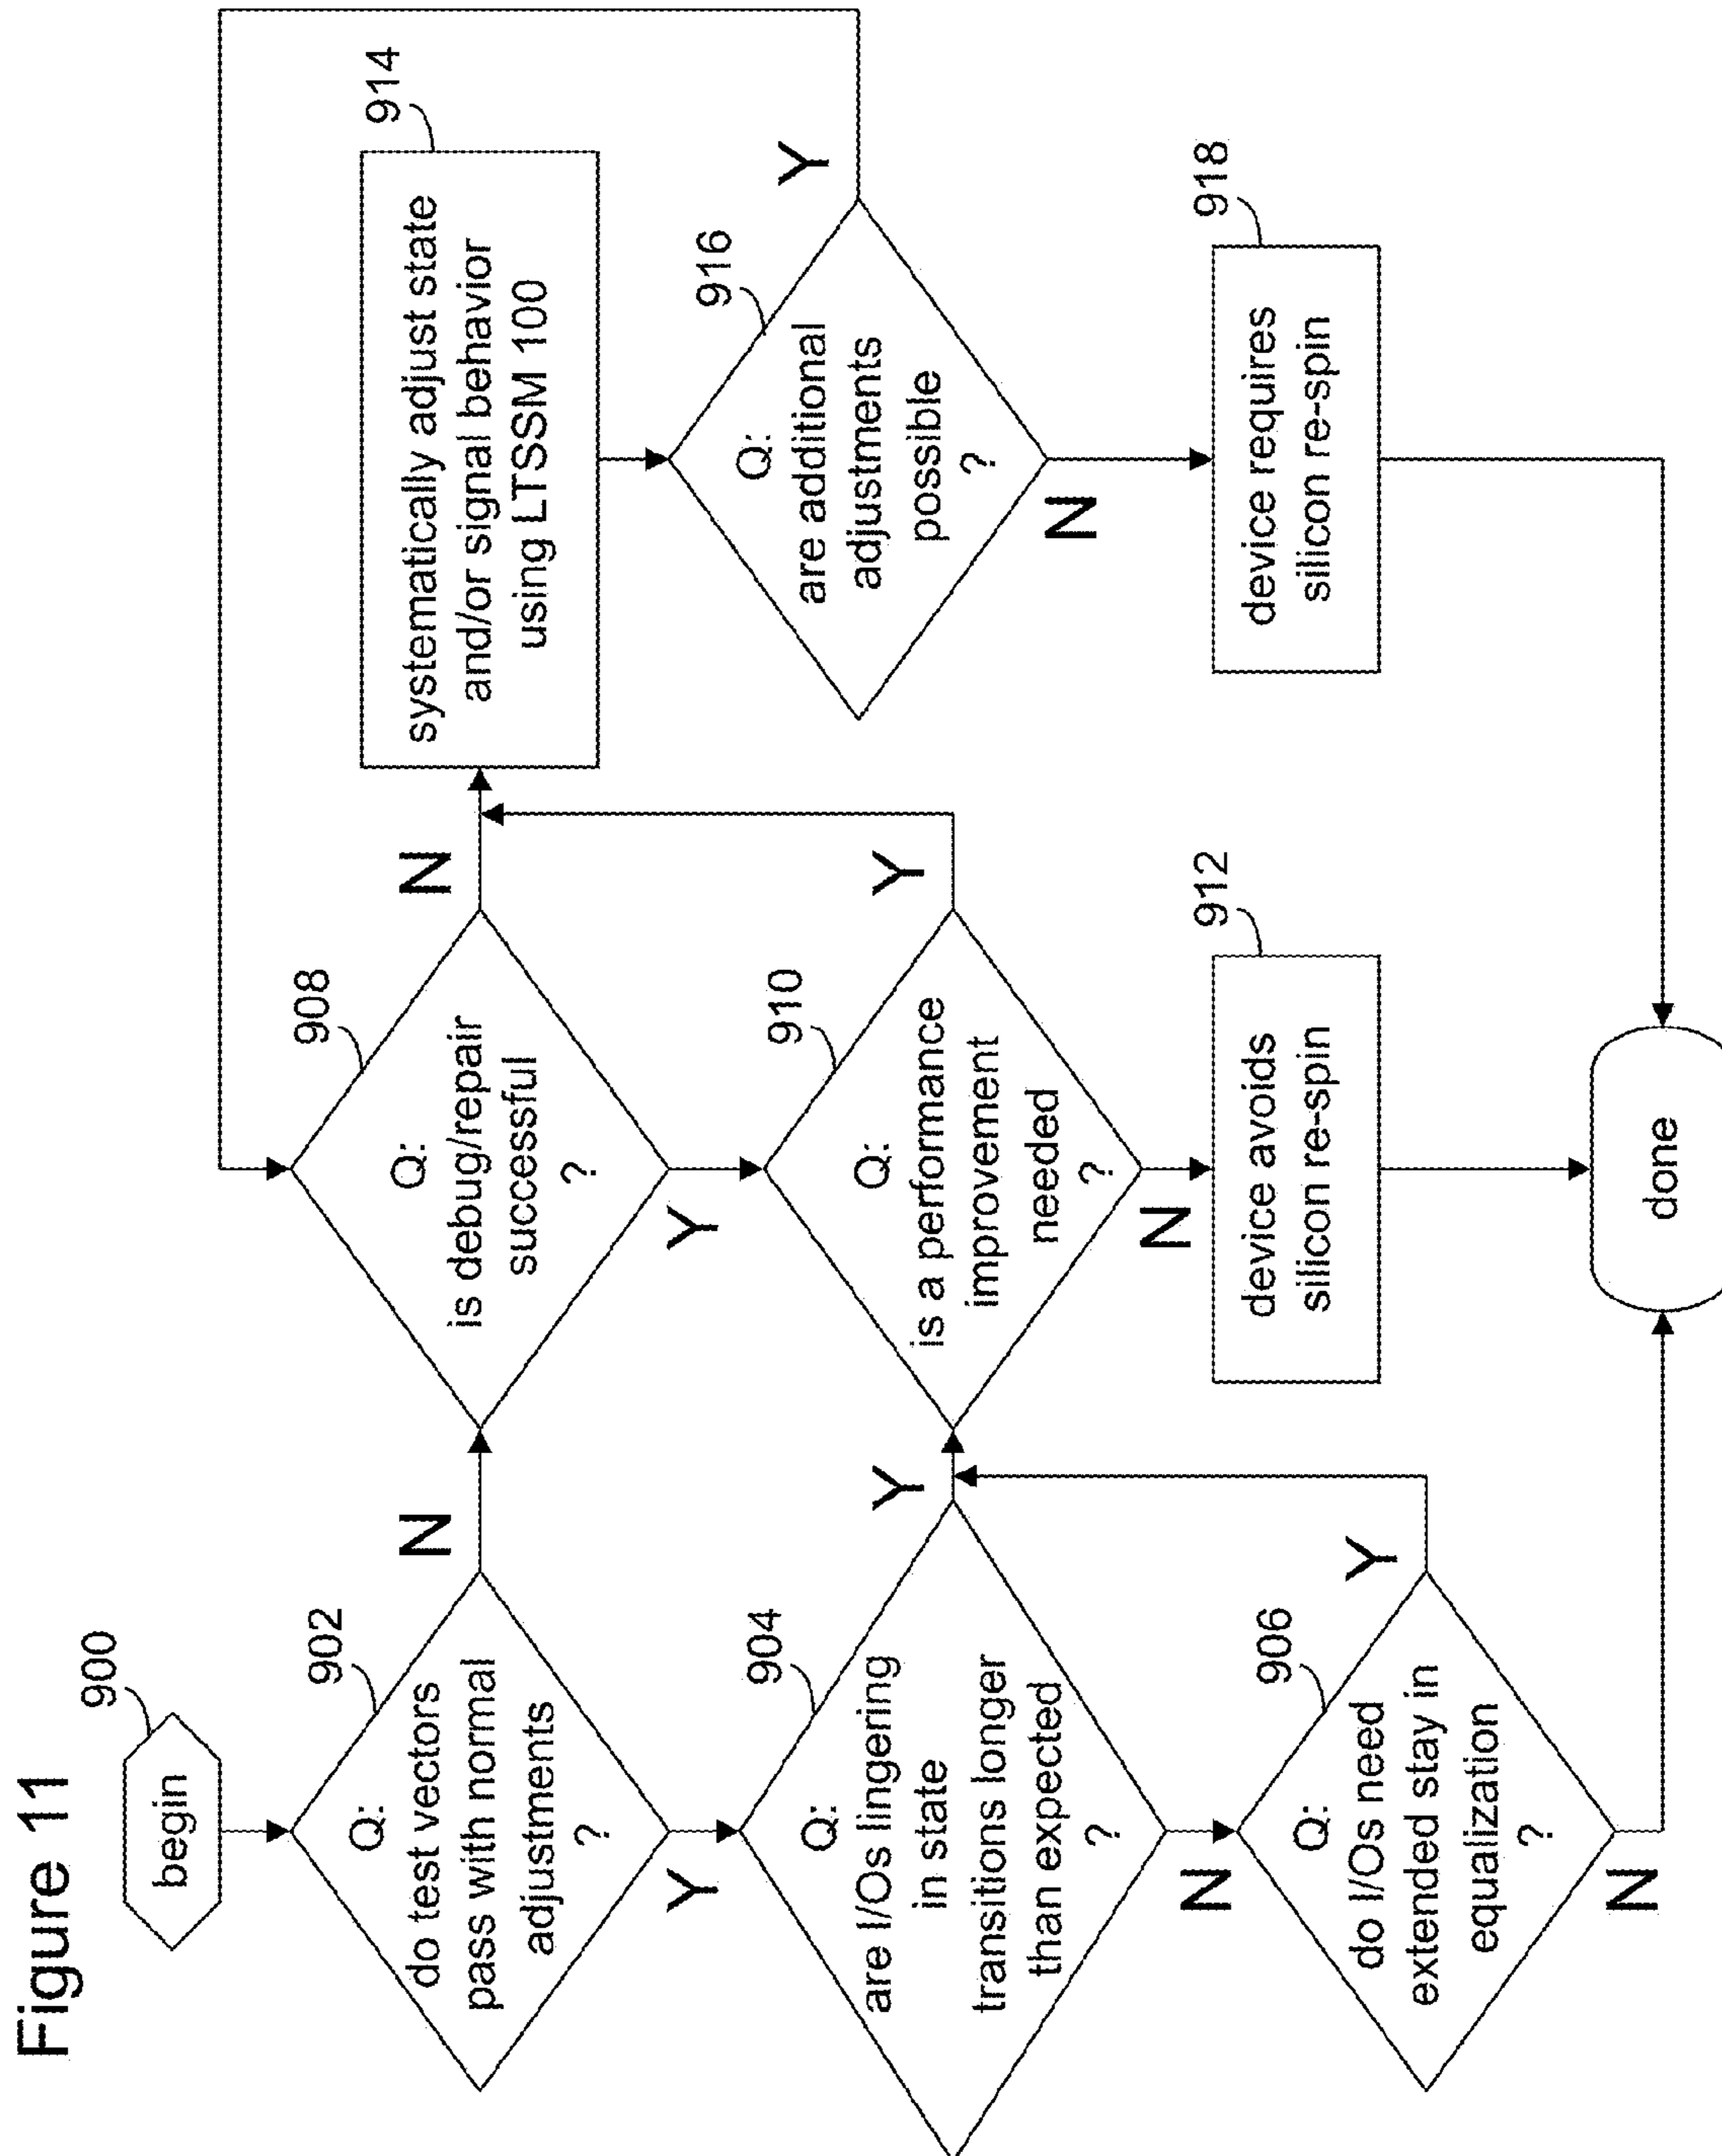 Figure 11
begin
900
Q:
do test vectors
pass with normal
adjustments
?
902
N
Y
Q:
are I/Os lingering
in state
transitions longer
than expected
?
904
Y
N
Q:
do I/Os need
extended stay in
equalization
?
906
Y
N
Q:
is debug/repair
successful
?
908
N
Y
Q:
is a performance
improvement
needed
?
910
Y
N
device avoids
silicon re-spin
912
systematically adjust state
and/or signal behavior
using LTSSM 100
914
Q:
are additional
adjustments
possible
?
916
Y
N
device requires
silicon re-spin
918
done